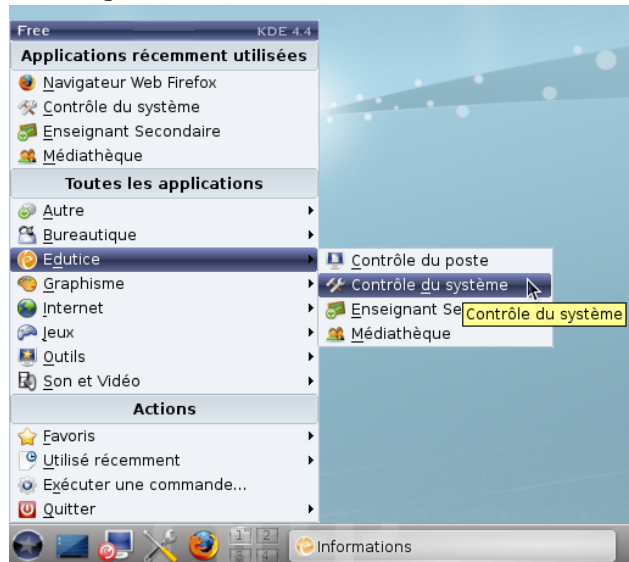 Free KDE 4.4
Applications récemment utilisées
Navigateur Web Firefox
Contrôle du système
Enseignant Secondaire
Médiathèque
Toutes les applications
Autre
Bureautique
Edutice
Graphisme
Internet
Jeux
Outils
Son et Vidéo
Actions
Favoris
Utilisé récemment
Exécuter une commande...
Quitter
Contrôle du poste
Contrôle du système
Enseignant Se
Contrôle du système
Médiathèque
1 2
3 4
Informations